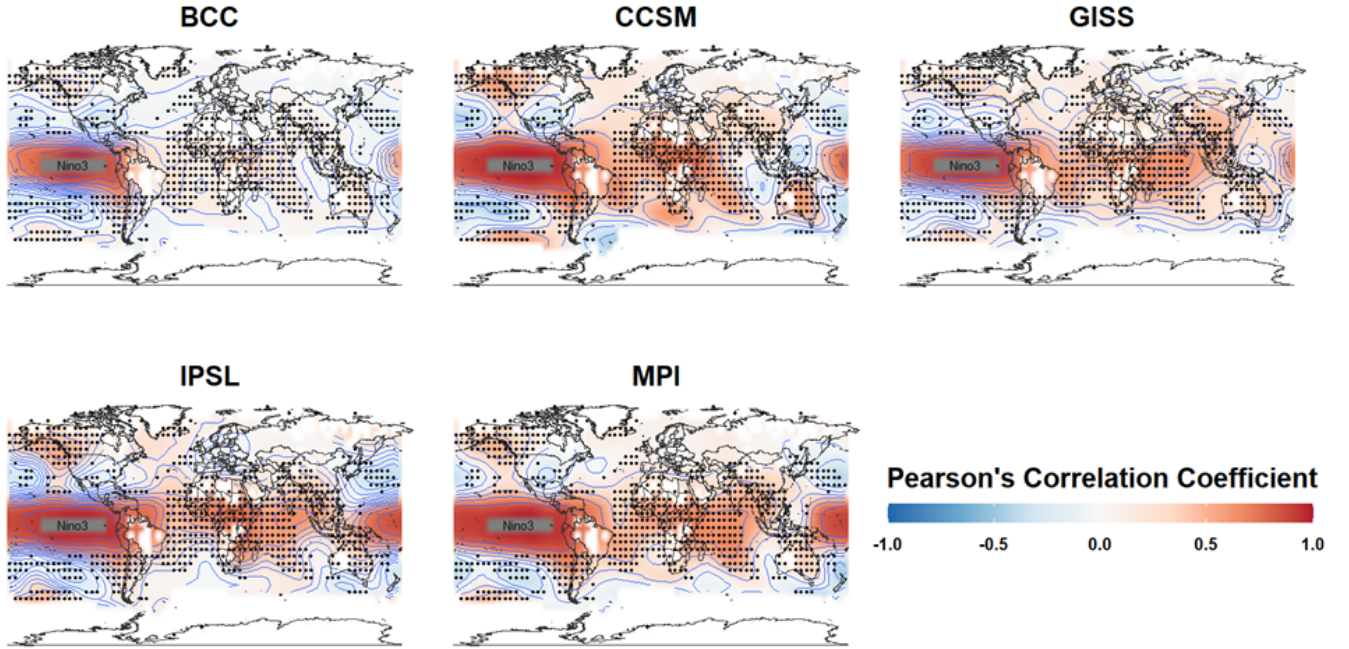 BCC
CCSM
GISS
Nino3
Nino3
Nino3
IPSL
MPI
Nino3
Nino3
Pearson's Correlation Coefficient
-1.0 -0.5 0.0 0.5 1.0